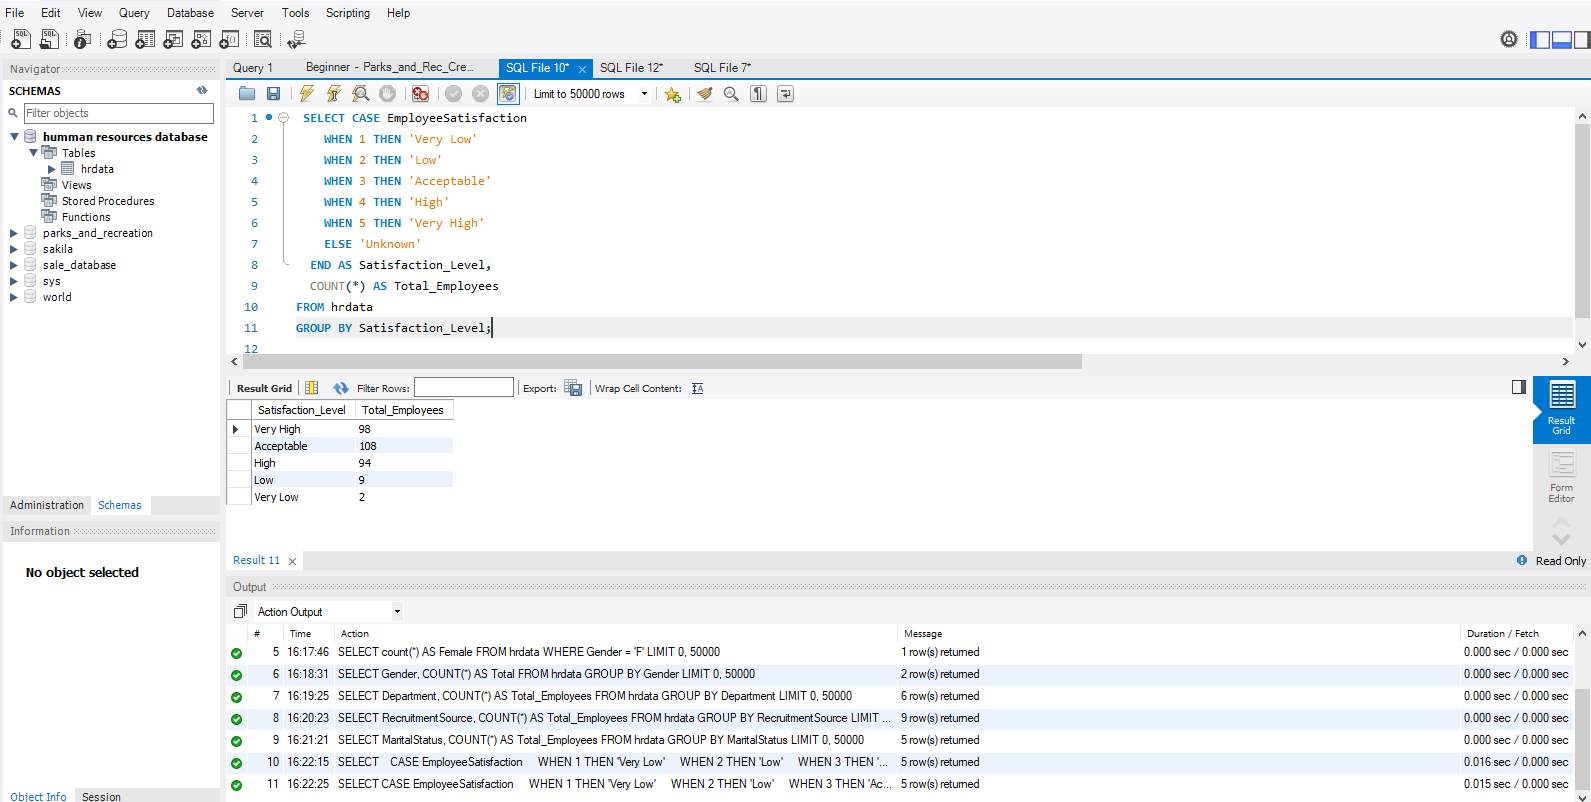 File Edit View Query Database Server Tools Scripting Help
Navigator
SCHEMAS
Filter objects
humman resources database
Tables
hrdata
Views
Stored Procedures
Functions
parks_and_recreation
sakila
sale_database
sys
world
Administration Schemas
Information
No object selected
Object Info Session
Query 1 Beginner - Parks_and_Rec_Cre... SQL File 10* SQL File 12* SQL File 7*
Limit to 50000 rows
1 SELECT CASE EmployeeSatisfaction
2 WHEN 1 THEN 'Very Low'
3 WHEN 2 THEN 'Low'
4 WHEN 3 THEN 'Acceptable'
5 WHEN 4 THEN 'High'
6 WHEN 5 THEN 'Very High'
7 ELSE 'Unknown'
8 END AS Satisfaction_Level,
9 COUNT(*) AS Total_Employees
10 FROM hrdata
11 GROUP BY Satisfaction_Level;
12
Result Grid Filter Rows: Export: Wrap Cell Content:
Satisfaction_Level Total_Employees
Very High 98
Acceptable 108
High 94
Low 9
Very Low 2
Result Grid
Form Editor
Result 11 Read Only
Output
Action Output
# Time Action Message Duration / Fetch
5 16:17:46 SELECT count(*) AS Female FROM hrdata WHERE Gender = 'F' LIMIT 0, 50000 1 row(s) returned 0.000 sec / 0.000 sec
6 16:18:31 SELECT Gender, COUNT(*) AS Total FROM hrdata GROUP BY Gender LIMIT 0, 50000 2 row(s) returned 0.000 sec / 0.000 sec
7 16:19:25 SELECT Department, COUNT(*) AS Total_Employees FROM hrdata GROUP BY Department LIMIT 0, 50000 6 row(s) returned 0.000 sec / 0.000 sec
8 16:20:23 SELECT RecruitmentSource, COUNT(*) AS Total_Employees FROM hrdata GROUP BY RecruitmentSource LIMIT ... 9 row(s) returned 0.000 sec / 0.000 sec
9 16:21:21 SELECT MaritalStatus, COUNT(*) AS Total_Employees FROM hrdata GROUP BY MaritalStatus LIMIT 0, 50000 5 row(s) returned 0.000 sec / 0.000 sec
10 16:22:15 SELECT CASE EmployeeSatisfaction WHEN 1 THEN 'Very Low' WHEN 2 THEN 'Low' WHEN 3 THEN '... 5 row(s) returned 0.016 sec / 0.000 sec
11 16:22:25 SELECT CASE EmployeeSatisfaction WHEN 1 THEN 'Very Low' WHEN 2 THEN 'Low' WHEN 3 THEN 'Ac... 5 row(s) returned 0.015 sec / 0.000 sec